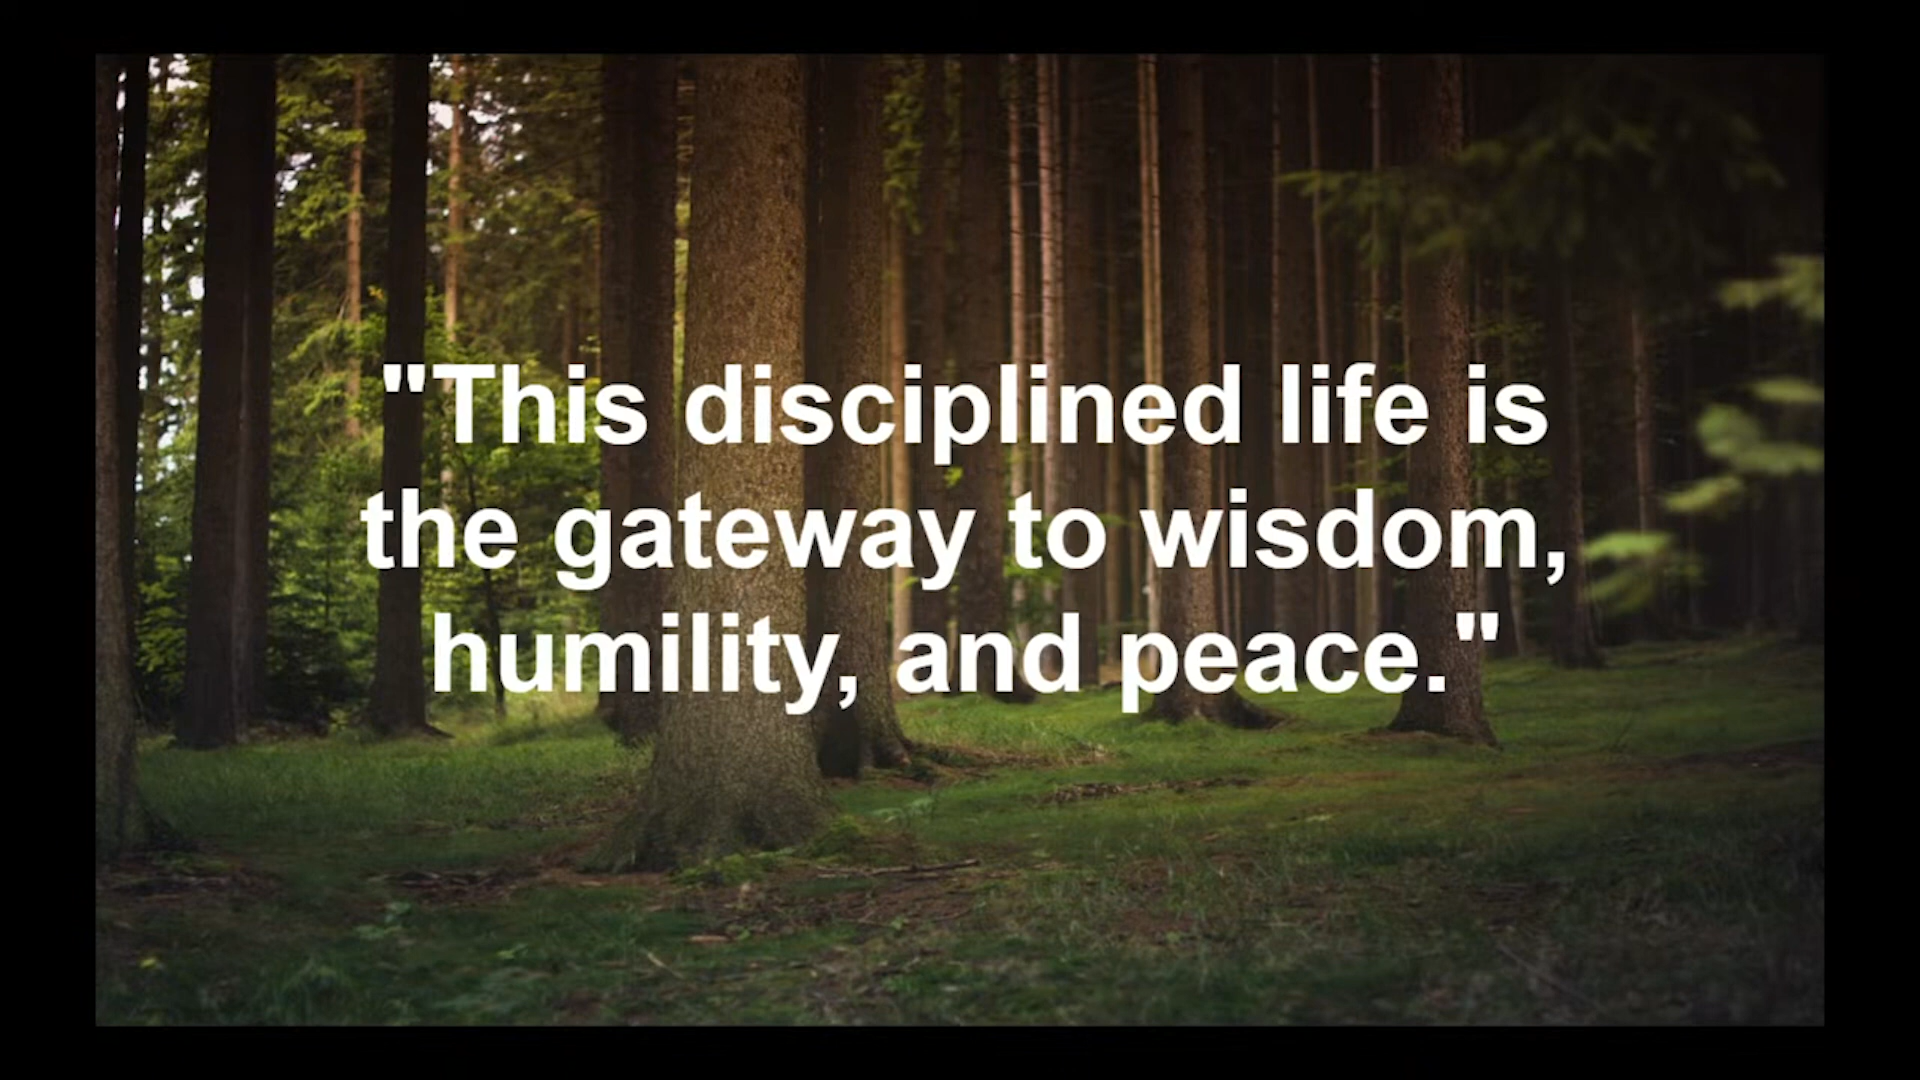 "This disciplined life is
the gateway to wisdom,
humility, and peace."